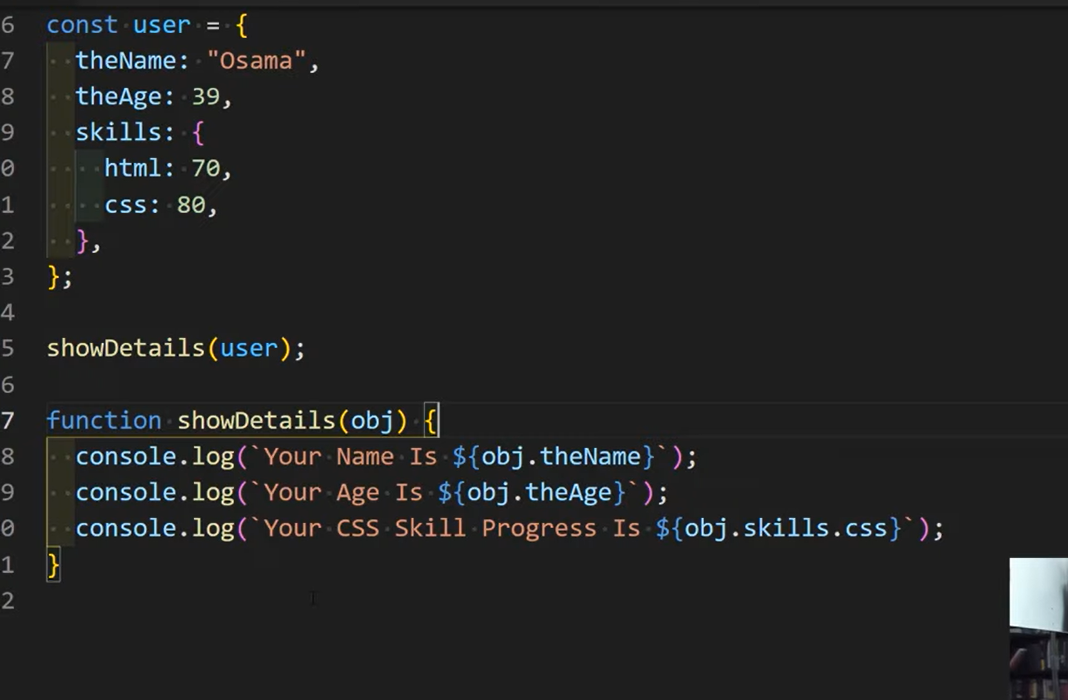 6 const user = {
7 theName: "Osama",
8 theAge: 39,
9 skills: {
0 html: 70,
1 css: 80,
2 },
3 };
4
5 showDetails(user);
6
7 function showDetails(obj) {
8 console.log(`Your Name Is ${obj.theName}`);
9 console.log(`Your Age Is ${obj.theAge}`);
0 console.log(`Your CSS Skill Progress Is ${obj.skills.css}`);
1 }
2